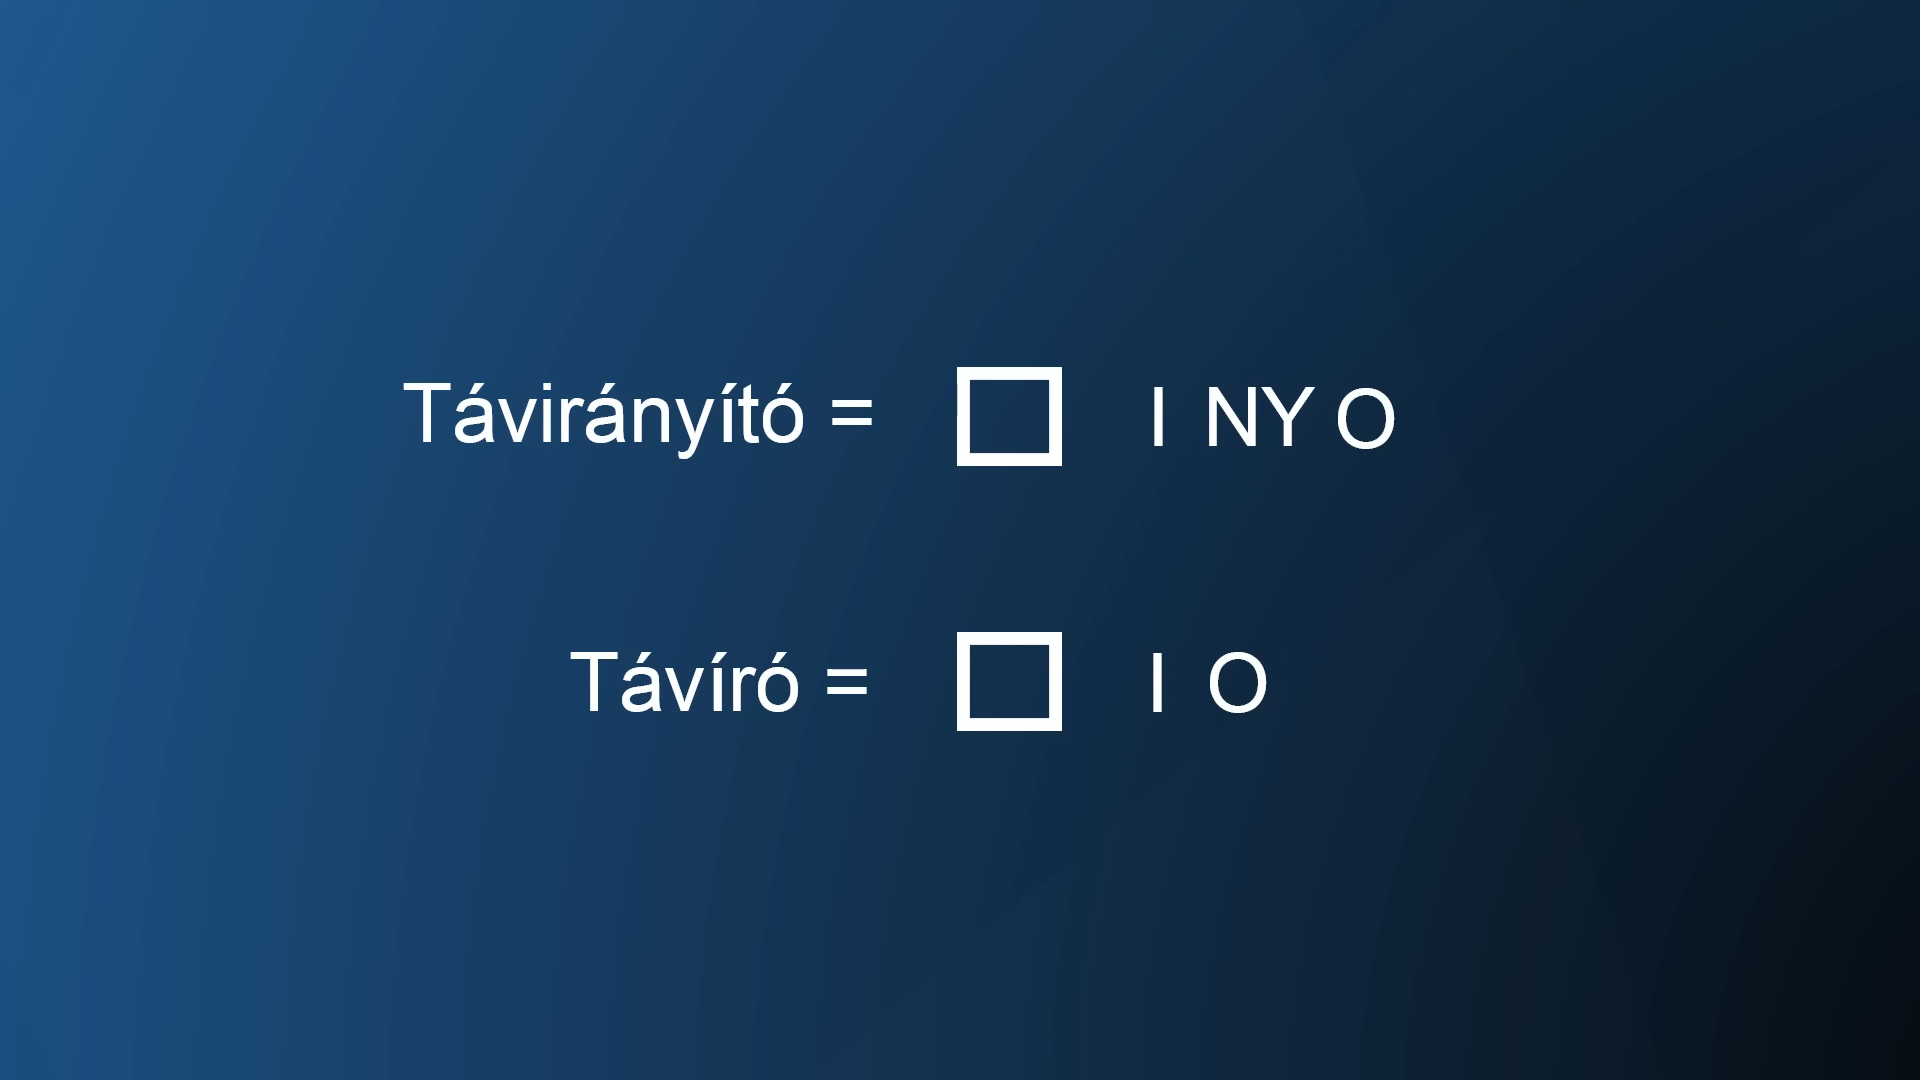 Távirányító = □ I NY O
Távíró = □ I O